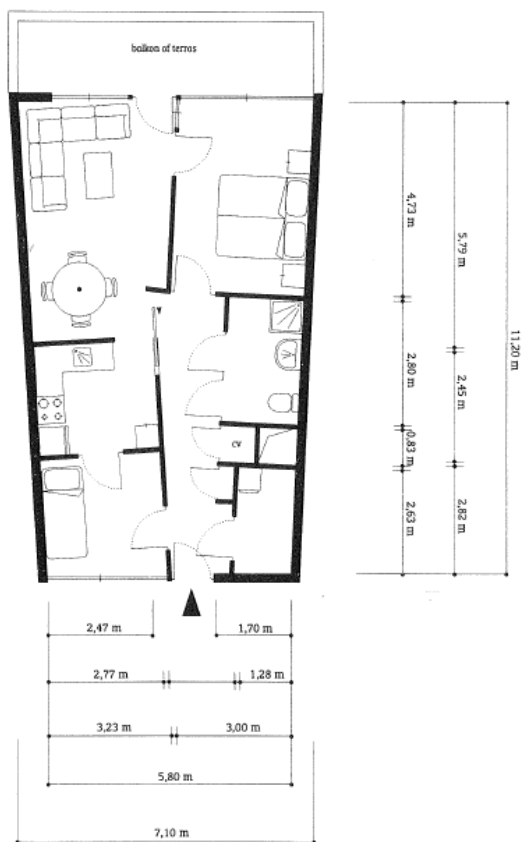 balkon of terras
cv
4,73 m
5,79 m
11,20 m
2,80 m
2,45 m
0,83 m
2,63 m
2,82 m
2,47 m
1,70 m
2,77 m
1,28 m
3,23 m
3,00 m
5,80 m
7,10 m